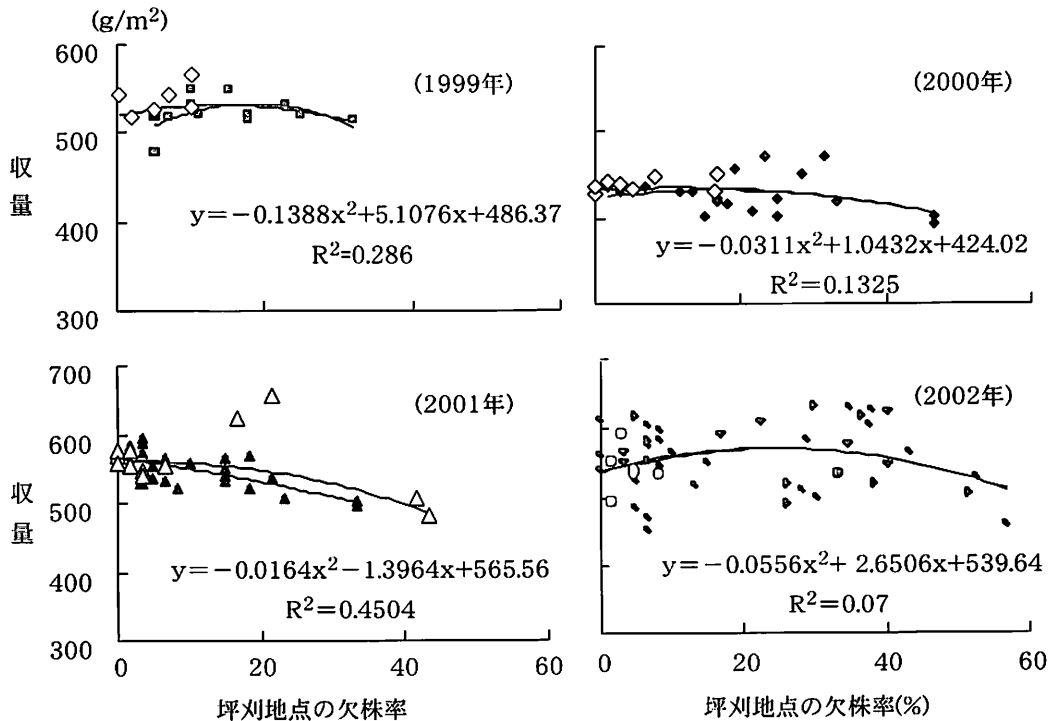 (g/m²)
600
500
400
300
収量
(1999年)
y=−0.1388x²+5.1076x+486.37
R²=0.286
(2000年)
y=−0.0311x²+1.0432x+424.02
R²=0.1325
700
600
500
400
300
収量
(2001年)
y=−0.0164x²−1.3964x+565.56
R²=0.4504
0 20 40 60
坪刈地点の欠株率
(2002年)
y=−0.0556x²+ 2.6506x+539.64
R²=0.07
0 20 40 60
坪刈地点の欠株率(%)